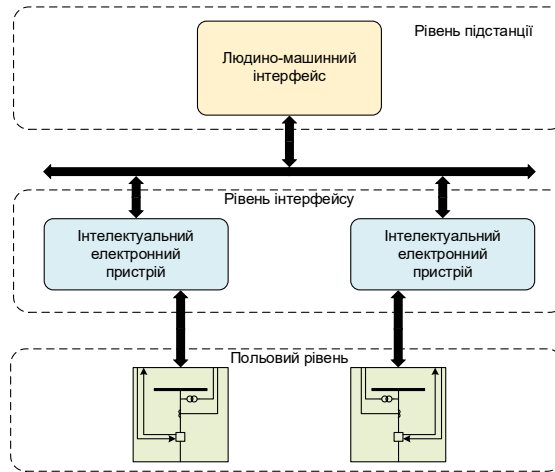 Рівень підстанції
Людино-машинний
інтерфейс
Рівень інтерфейсу
Інтелектуальний
електронний
пристрій
Інтелектуальний
електронний
пристрій
Польовий рівень